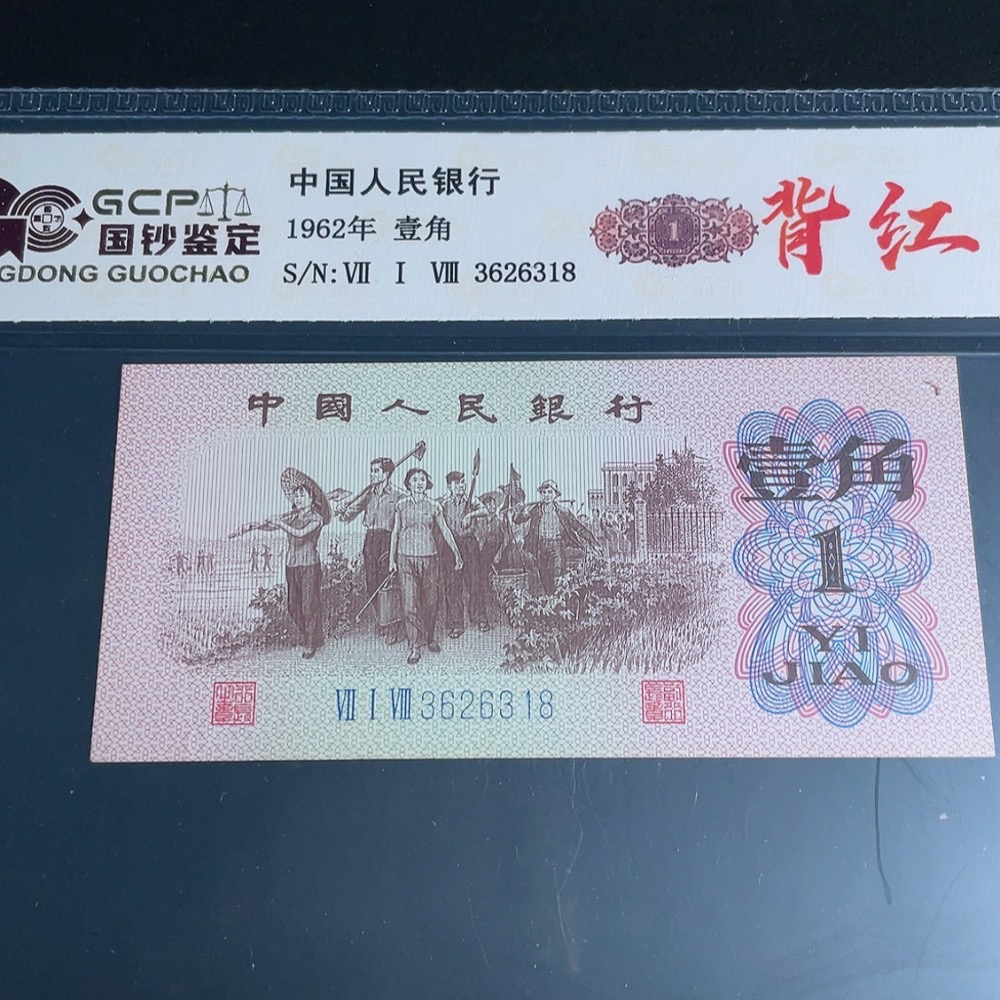 GCP
国钞鉴定
GDONG GUOCHAO
中国人民银行
1962年 壹角
S/N: Ⅶ Ⅰ Ⅷ 3626318
1
背红
中國人民銀行
壹角
1
YI
JIAO
Ⅶ Ⅰ Ⅷ 3626318